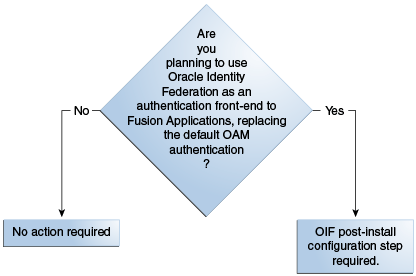 Are
you
planning to use
Oracle Identity
Federation as an
authentication front-end to
Fusion Applications, replacing
the default OAM
authentication
?
No
Yes
No action required
OIF post-install
configuration step
required.